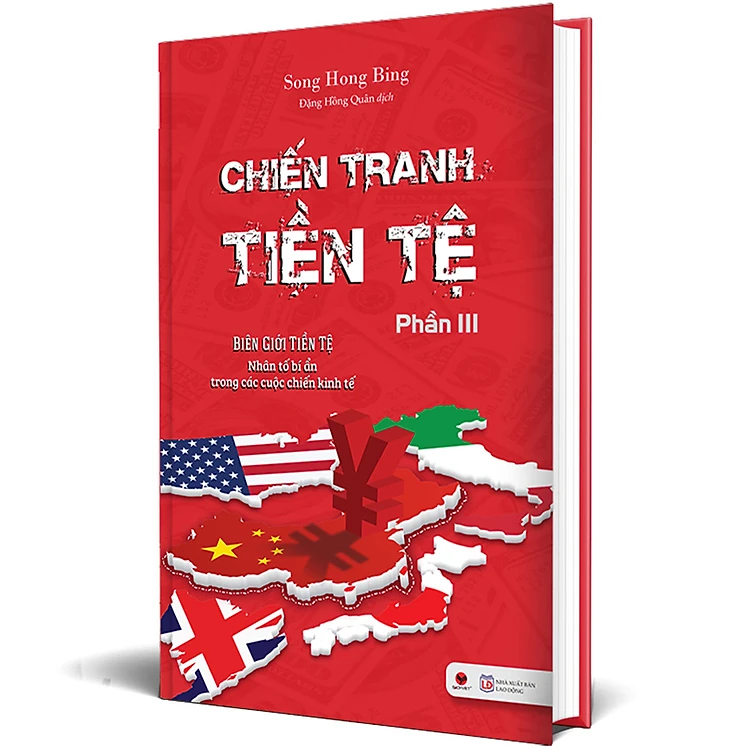 Song Hong Bing
Đặng Hồng Quân dịch
CHIẾN TRANH
TIỀN TỆ
Phần III
BIÊN GIỚI TIỀN TỆ
Nhân tố bí ẩn
trong các cuộc chiến kinh tế
¥
LĐ
NHÀ XUẤT BẢN
LAO ĐỘNG